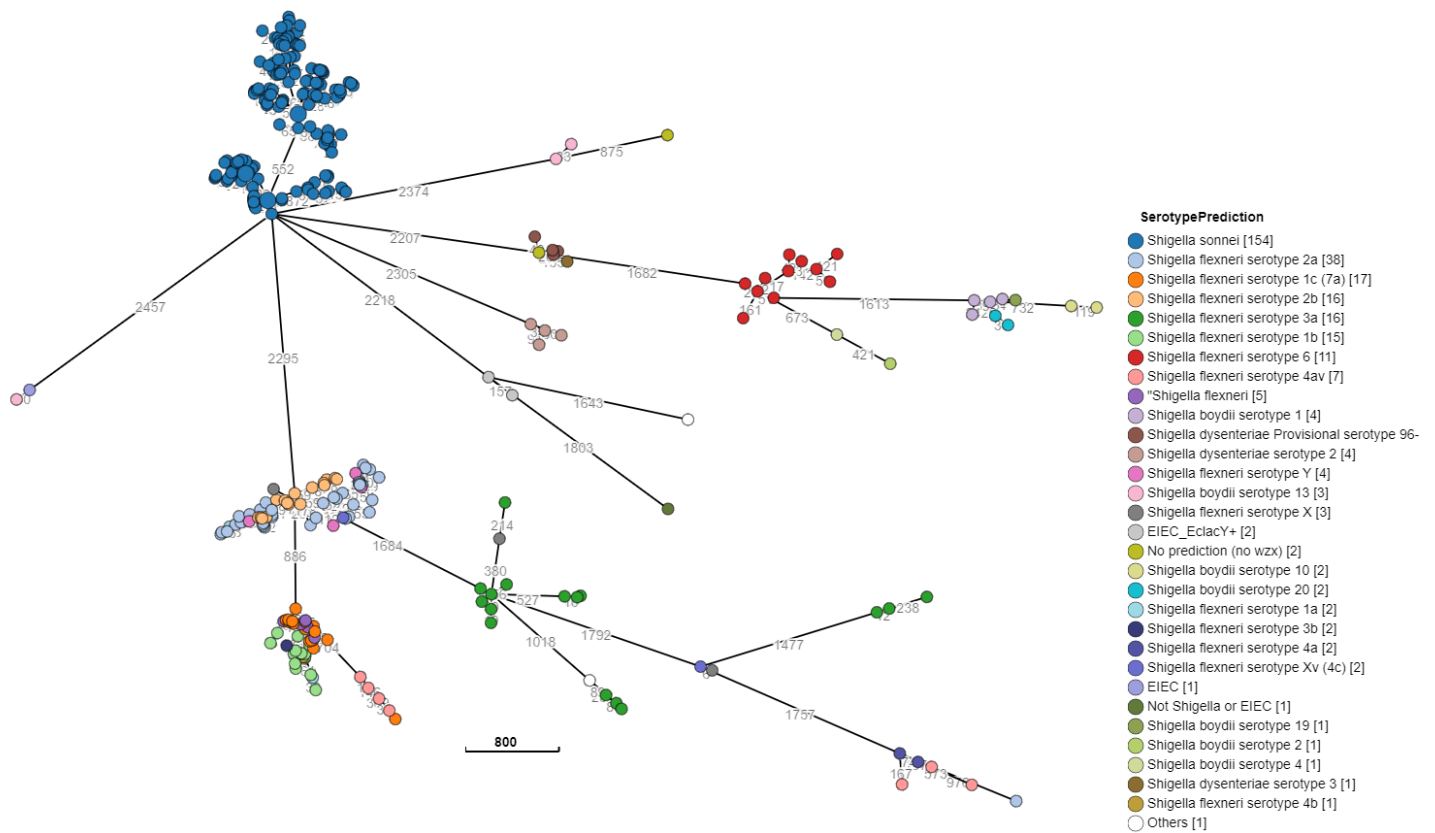 552
875
2374
2207
1682
2305
2218
2457
121
217
161
1613
732
119
673
421
2295
157
1643
1803
886
1684
214
380
527
1018
1792
1477
238
1757
167
573
800
SerotypePrediction
Shigella sonnei [154]
Shigella flexneri serotype 2a [38]
Shigella flexneri serotype 1c (7a) [17]
Shigella flexneri serotype 2b [16]
Shigella flexneri serotype 3a [16]
Shigella flexneri serotype 1b [15]
Shigella flexneri serotype 6 [11]
Shigella flexneri serotype 4av [7]
"Shigella flexneri [5]
Shigella boydii serotype 1 [4]
Shigella dysenteriae Provisional serotype 96-
Shigella dysenteriae serotype 2 [4]
Shigella flexneri serotype Y [4]
Shigella boydii serotype 13 [3]
Shigella flexneri serotype X [3]
EIEC_EclacY+ [2]
No prediction (no wzx) [2]
Shigella boydii serotype 10 [2]
Shigella boydii serotype 20 [2]
Shigella flexneri serotype 1a [2]
Shigella flexneri serotype 3b [2]
Shigella flexneri serotype 4a [2]
Shigella flexneri serotype Xv (4c) [2]
EIEC [1]
Not Shigella or EIEC [1]
Shigella boydii serotype 19 [1]
Shigella boydii serotype 2 [1]
Shigella boydii serotype 4 [1]
Shigella dysenteriae serotype 3 [1]
Shigella flexneri serotype 4b [1]
Others [1]